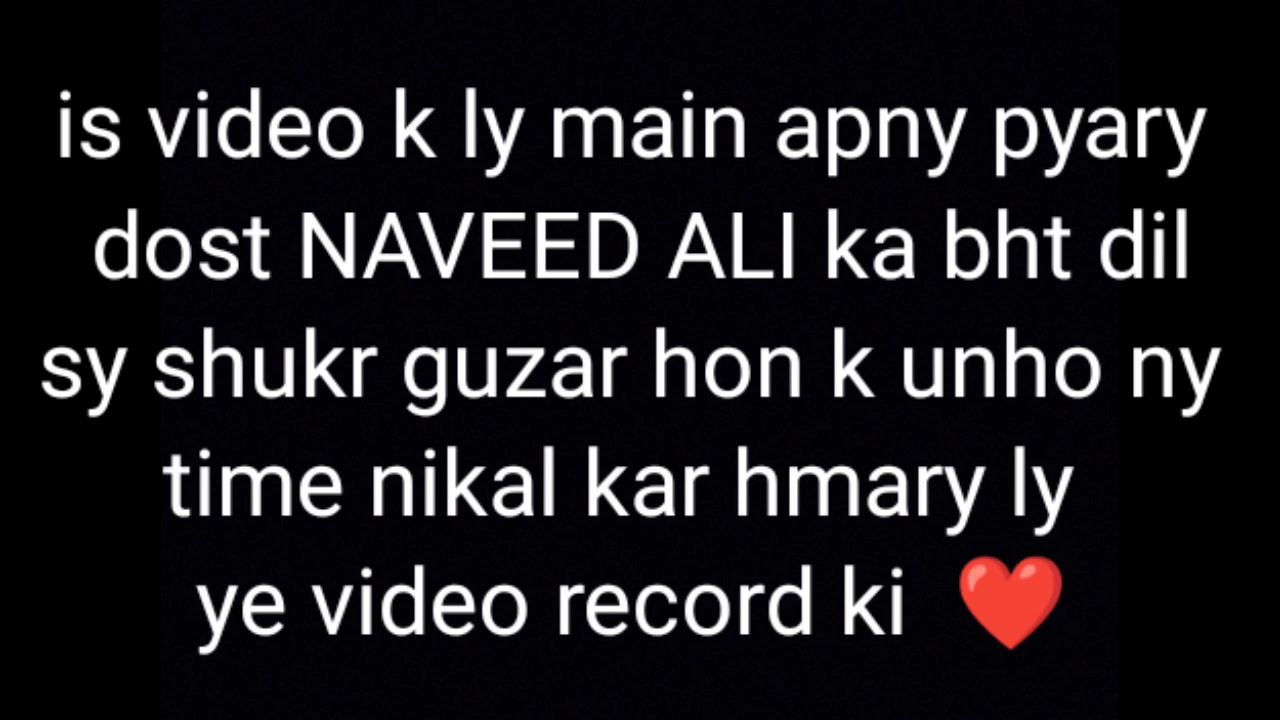 is video k ly main apny pyary
dost NAVEED ALI ka bht dil
sy shukr guzar hon k unho ny
time nikal kar hmary ly
ye video record ki ❤️